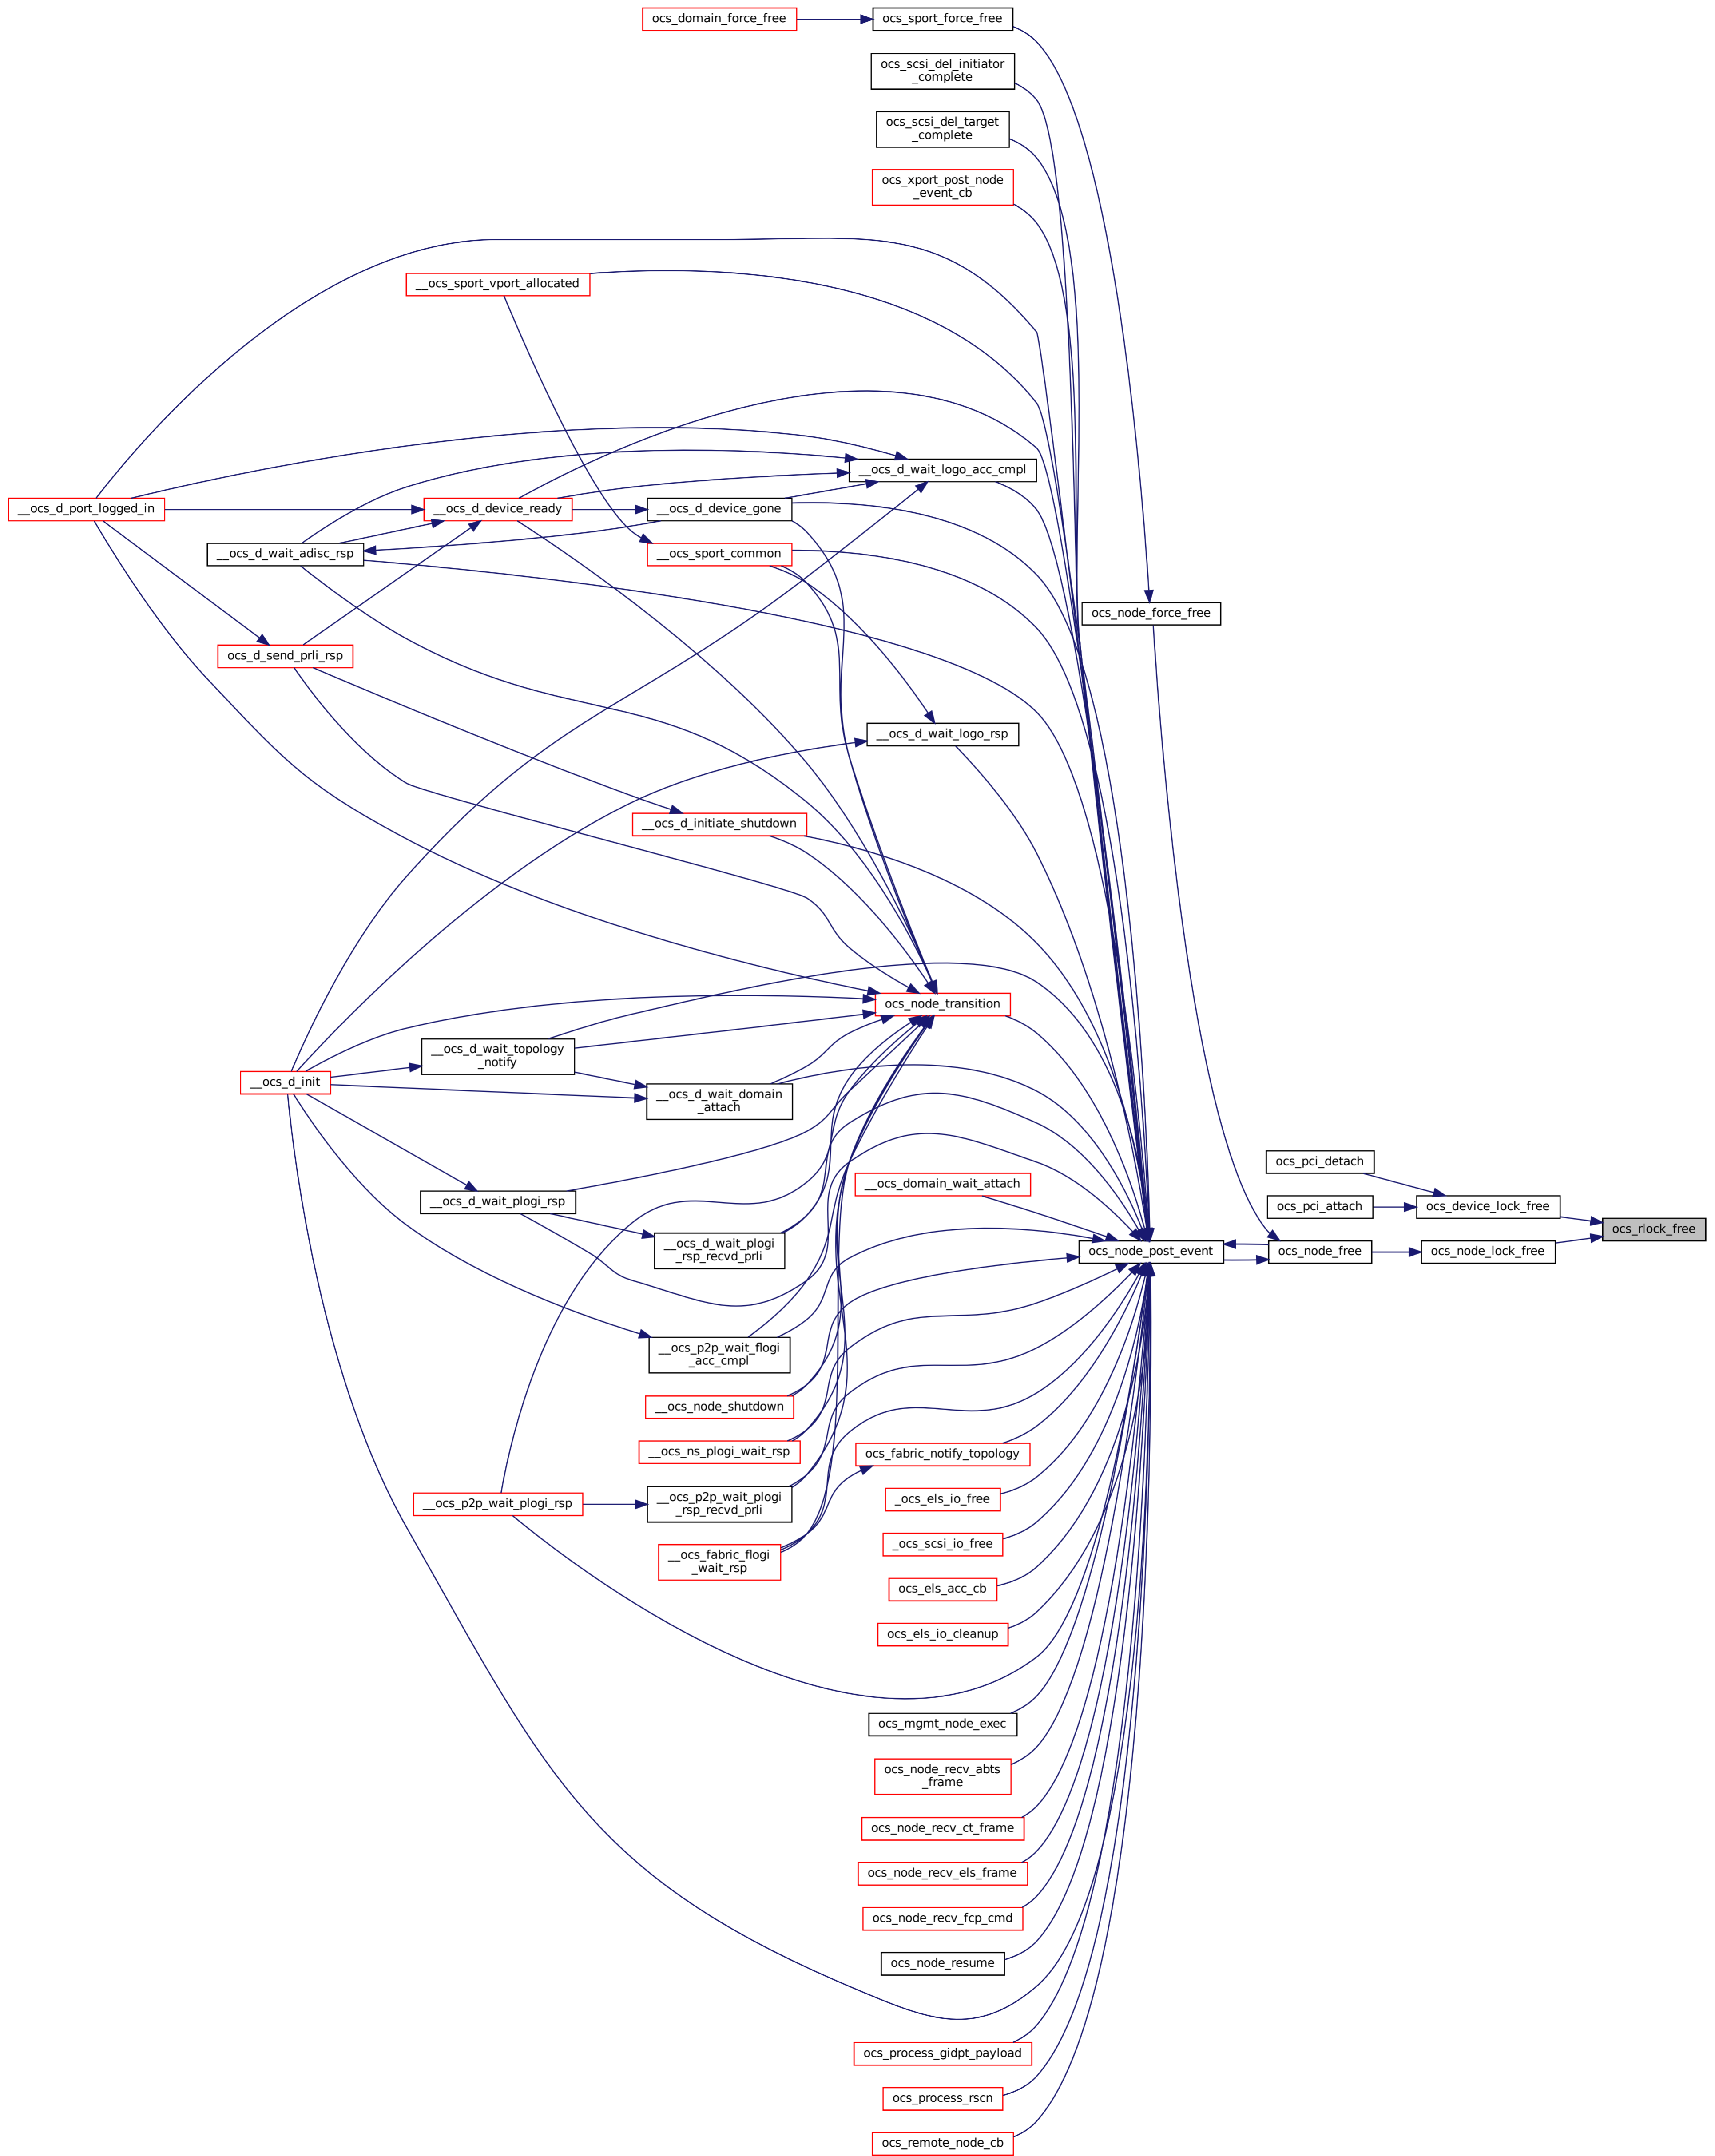 ocs_domain_force_free
ocs_sport_force_free
ocs_scsi_del_initiator
_complete
ocs_scsi_del_target
_complete
ocs_xport_post_node
_event_cb
__ocs_sport_vport_allocated
__ocs_d_wait_logo_acc_cmpl
__ocs_d_port_logged_in
__ocs_d_device_ready
__ocs_d_device_gone
__ocs_d_wait_adisc_rsp
__ocs_sport_common
ocs_node_force_free
ocs_d_send_prli_rsp
__ocs_d_wait_logo_rsp
__ocs_d_initiate_shutdown
ocs_node_transition
__ocs_d_wait_topology
_notify
__ocs_d_init
__ocs_d_wait_domain
_attach
ocs_pci_detach
__ocs_domain_wait_attach
__ocs_d_wait_plogi_rsp
ocs_pci_attach
ocs_device_lock_free
ocs_rlock_free
__ocs_d_wait_plogi
_rsp_recvd_prli
ocs_node_post_event
ocs_node_free
ocs_node_lock_free
__ocs_p2p_wait_flogi
_acc_cmpl
__ocs_node_shutdown
__ocs_ns_plogi_wait_rsp
ocs_fabric_notify_topology
__ocs_p2p_wait_plogi_rsp
__ocs_p2p_wait_plogi
_rsp_recvd_prli
_ocs_els_io_free
_ocs_scsi_io_free
__ocs_fabric_flogi
_wait_rsp
ocs_els_acc_cb
ocs_els_io_cleanup
ocs_mgmt_node_exec
ocs_node_recv_abts
_frame
ocs_node_recv_ct_frame
ocs_node_recv_els_frame
ocs_node_recv_fcp_cmd
ocs_node_resume
ocs_process_gidpt_payload
ocs_process_rscn
ocs_remote_node_cb